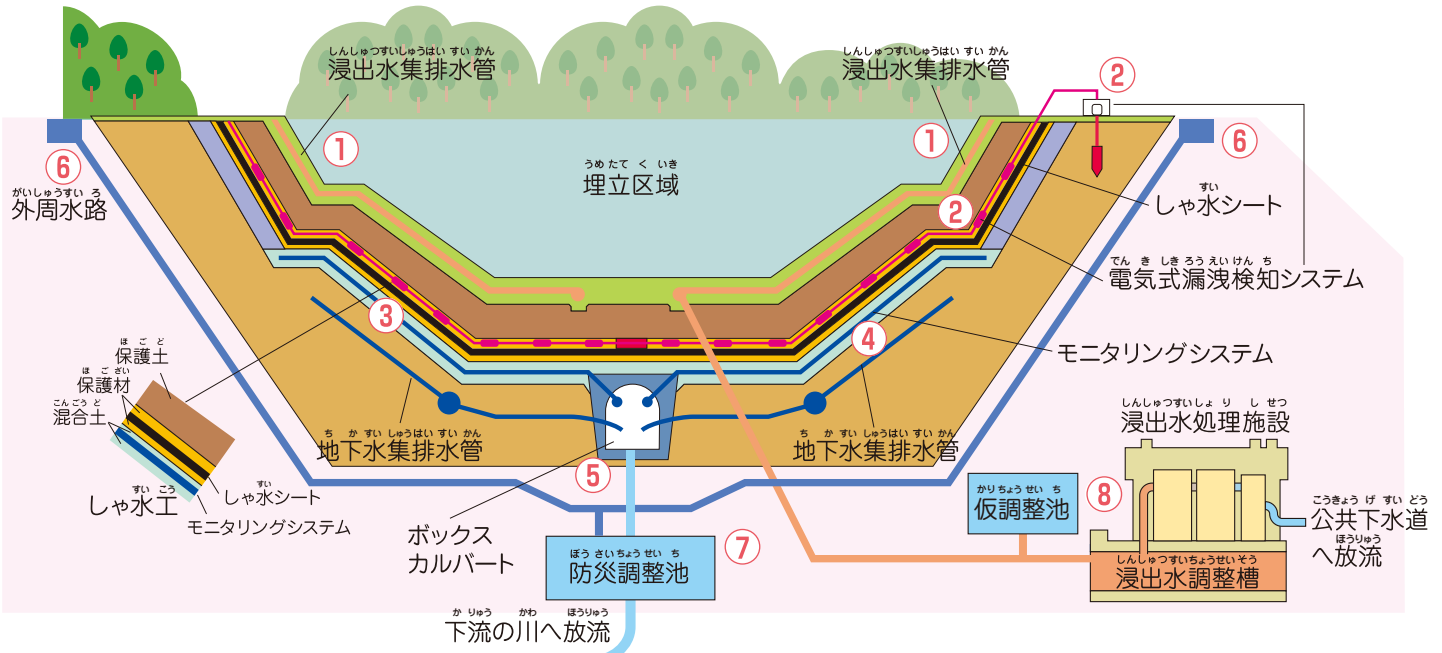 しんしゅつすいしゅうはい すい かん
浸出水集排水管
しんしゅつすいしゅうはい すい かん
浸出水集排水管
②
①
①
うめ たて く いき
埋立区域
⑥
がいしゅうすい ろ
外周水路
⑥
すい
しゃ水シート
②
でん き しき ろう えい けん ち
電気式漏洩検知システム
③
④
モニタリングシステム
ほ ご ど
保護土
ほ ご ざい
保護材
こんごう ど
混合土
すい こう
しゃ水工
すい
しゃ水シート
モニタリングシステム
ち か すい しゅうはい すい かん
地下水集排水管
ち か すい しゅうはい すい かん
地下水集排水管
⑤
ボックス
カルバート
⑦
ぼう さいちょう せい ち
防災調整池
か りゅう かわ ほうりゅう
下流の川へ放流
かりちょう せい ち
仮調整池
⑧
しんしゅつすいしょ り し せつ
浸出水処理施設
しんしゅつすいちょうせい そう
浸出水調整槽
こうきょう げ すい どう
公共下水道
ほうりゅう
へ放流